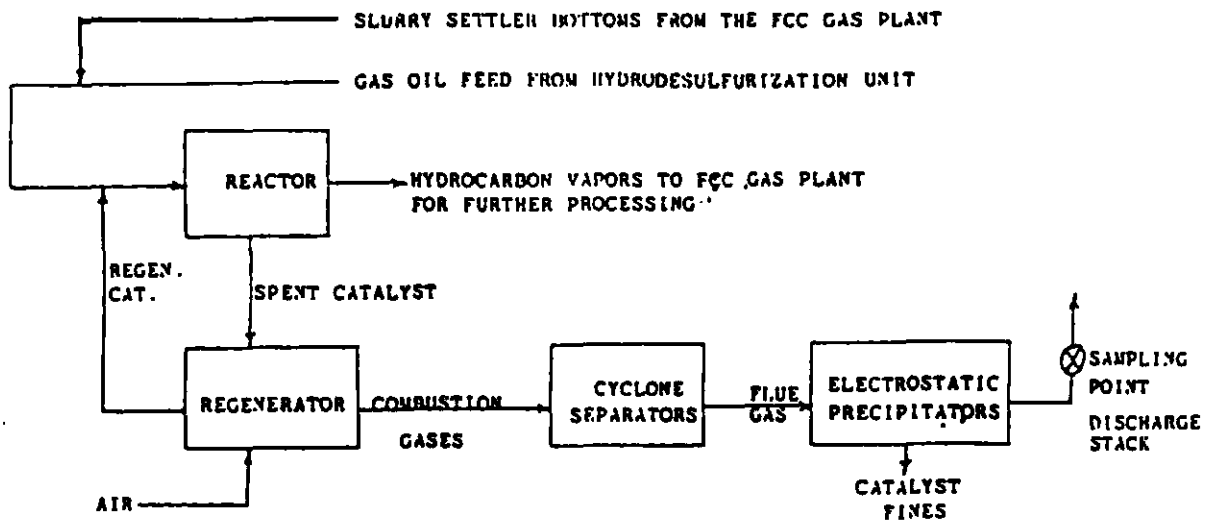 SLURRY SETTLER BOTTOMS FROM THE FCC GAS PLANT
GAS OIL FEED FROM HYDRODESULFURIZATION UNIT
REACTOR
HYDROCARBON VAPORS TO FCC GAS PLANT
FOR FURTHER PROCESSING
REGEN.
CAT.
SPENT CATALYST
REGENERATOR
COMBUSTION
GASES
CYCLONE
SEPARATORS
FLUE
GAS
ELECTROSTATIC
PRECIPITATORS
SAMPLING
POINT
DISCHARGE
STACK
AIR
CATALYST
FINES